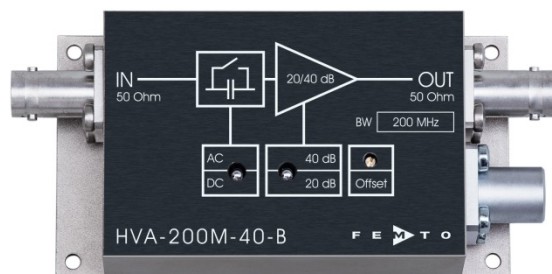 IN
50 Ohm
20/40 dB
OUT
50 Ohm
BW 200 MHz
AC
DC
40 dB
20 dB
Offset
HVA-200M-40-B
FEMTO